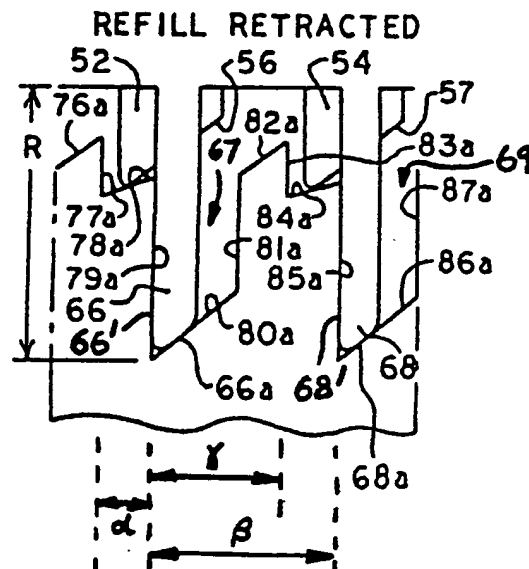 REFILL RETRACTED
52 56 54 57
76a 82a
R 67 83a 69
77a 84a 87a
78a 81a
79a 85a 86a
66
66' 80a 68
66a 68' 68a
γ
α β